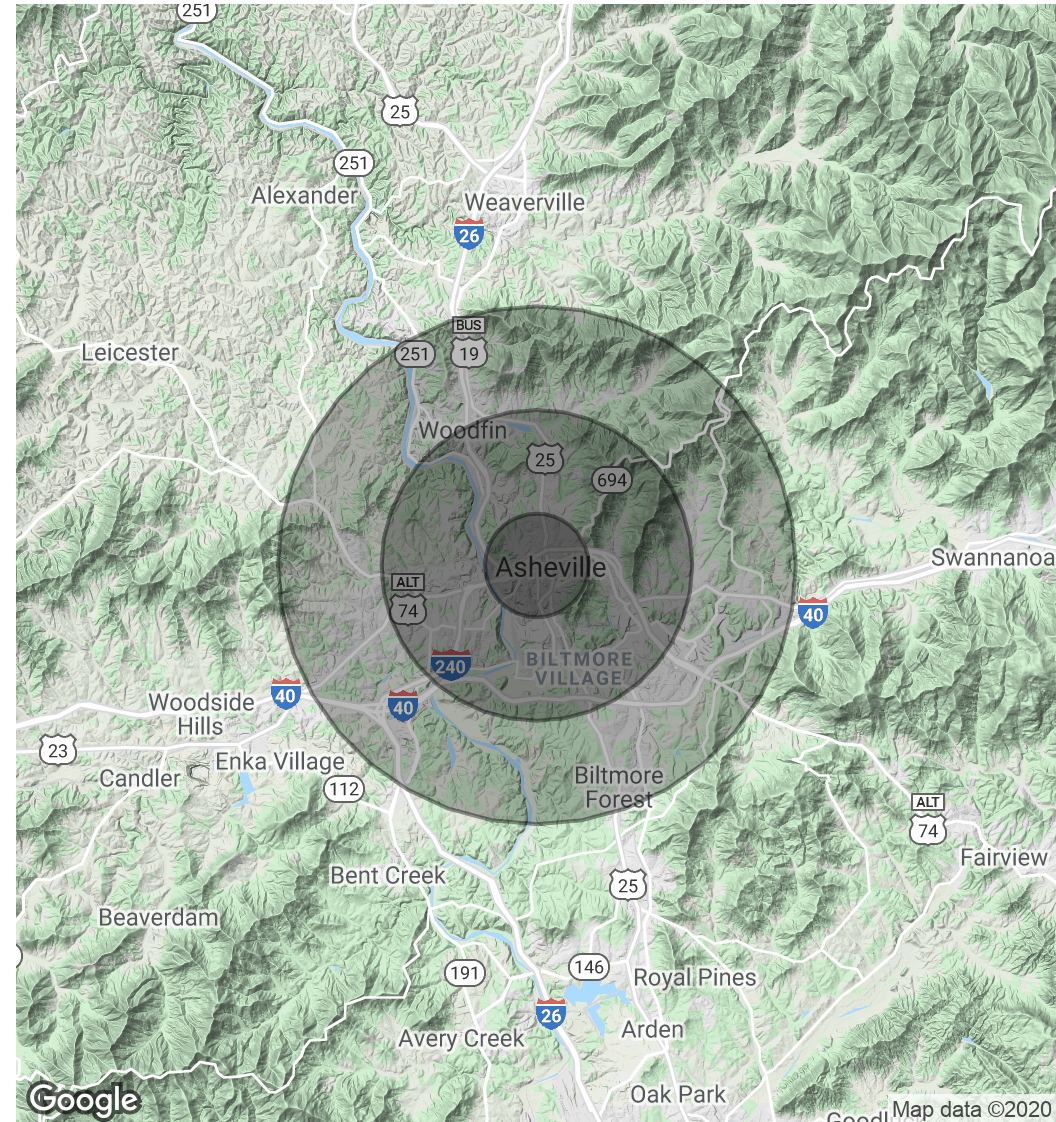 251
25
251
Alexander
Weaverville
26
BUS
19
251
Leicester
Woodfin
25
694
Asheville
Swannanoa
ALT
74
40
BILTMORE
VILLAGE
240
40
40
Woodside
Hills
23
Enka Village
Candler
112
Biltmore
Forest
ALT
74
Fairview
Bent Creek
25
Beaverdam
191
146
Royal Pines
26
Avery Creek
Arden
Oak Park
Google
Map data ©2020